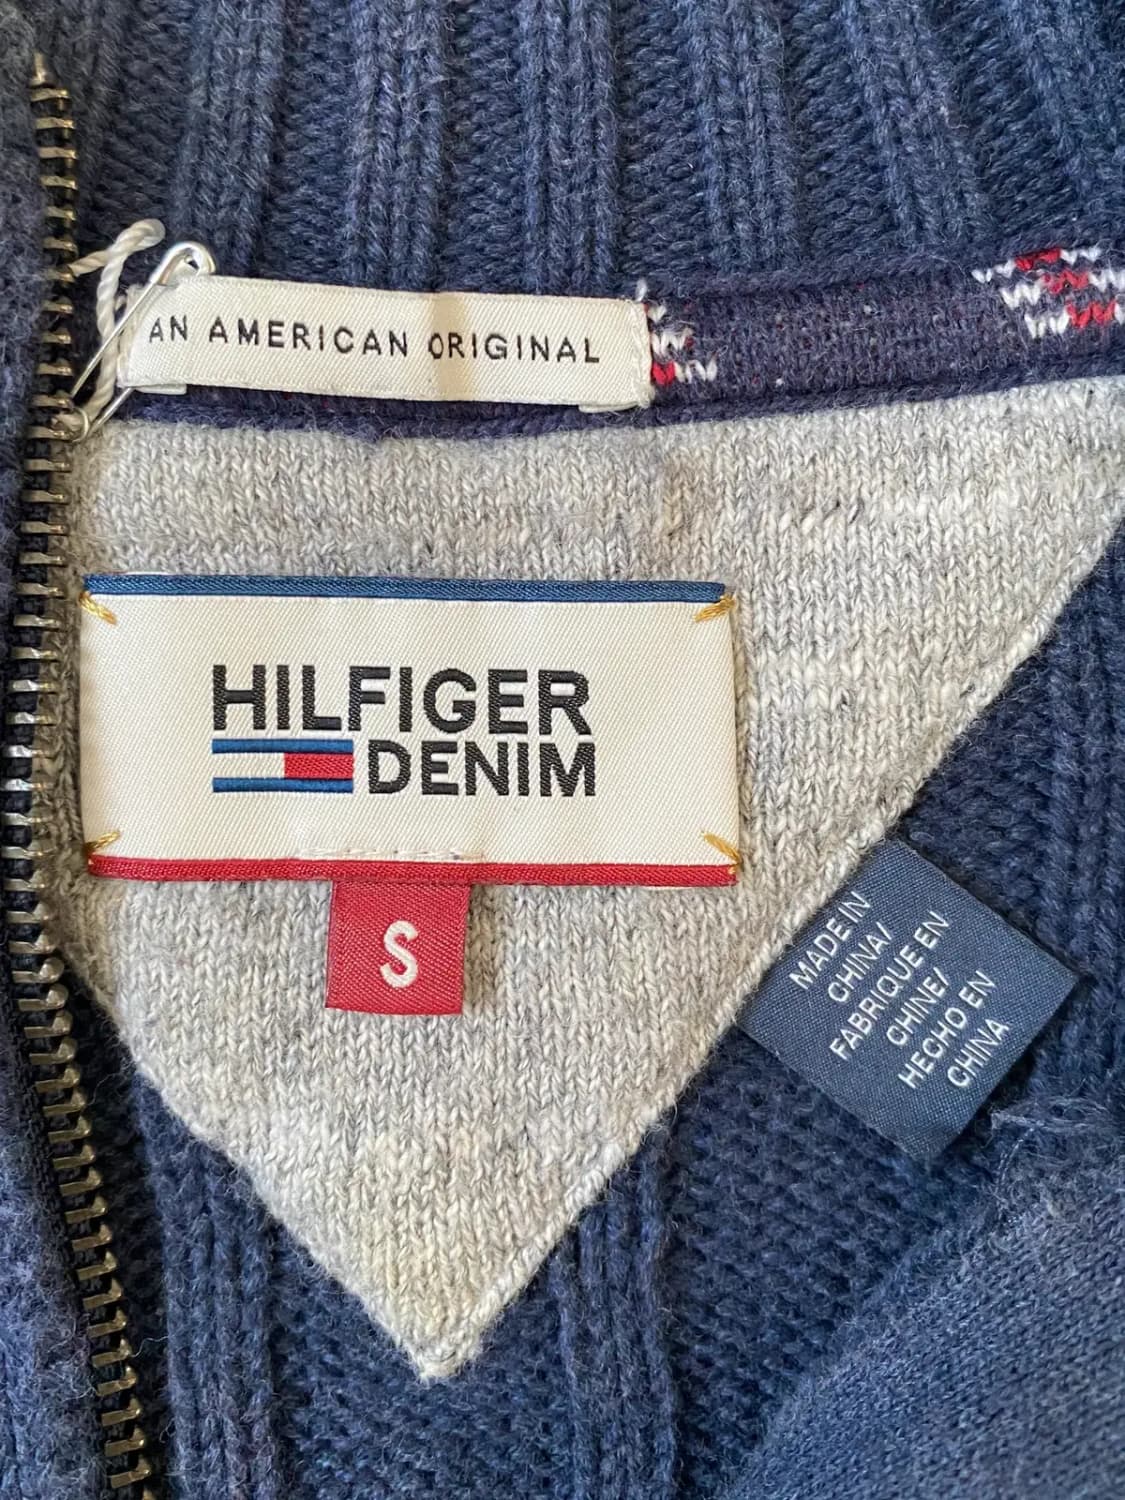 AN AMERICAN ORIGINAL
HILFIGER
DENIM
S
MADE IN
CHINA/
FABRIQUE EN
CHINE/
HECHO EN
CHINA